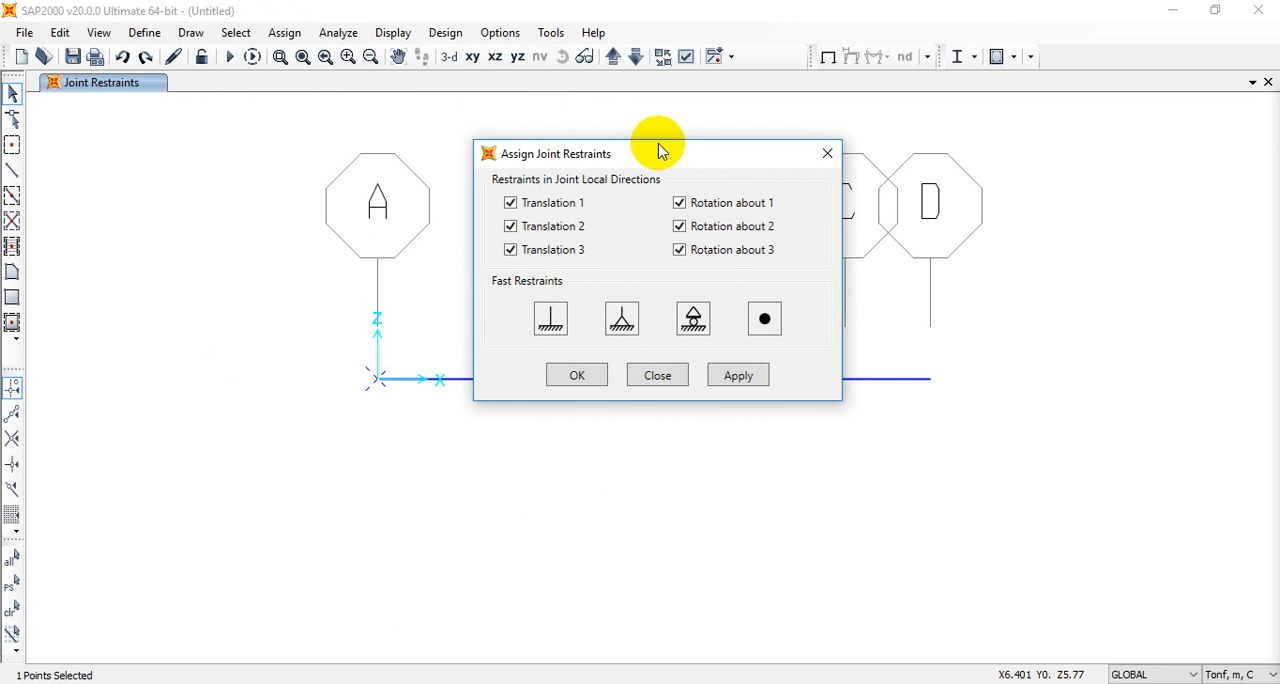 SAP2000 v20.0.0 Ultimate 64-bit - (Untitled)
File Edit View Define Draw Select Assign Analyze Display Design Options Tools Help
3-d xy xz yz nv nd
Joint Restraints
A C D
Z
X
Assign Joint Restraints
Restraints in Joint Local Directions
Translation 1 Rotation about 1
Translation 2 Rotation about 2
Translation 3 Rotation about 3
Fast Restraints
OK Close Apply
all
PS
clr
1 Points Selected X6.401 Y0. Z5.77 GLOBAL Tonf, m, C